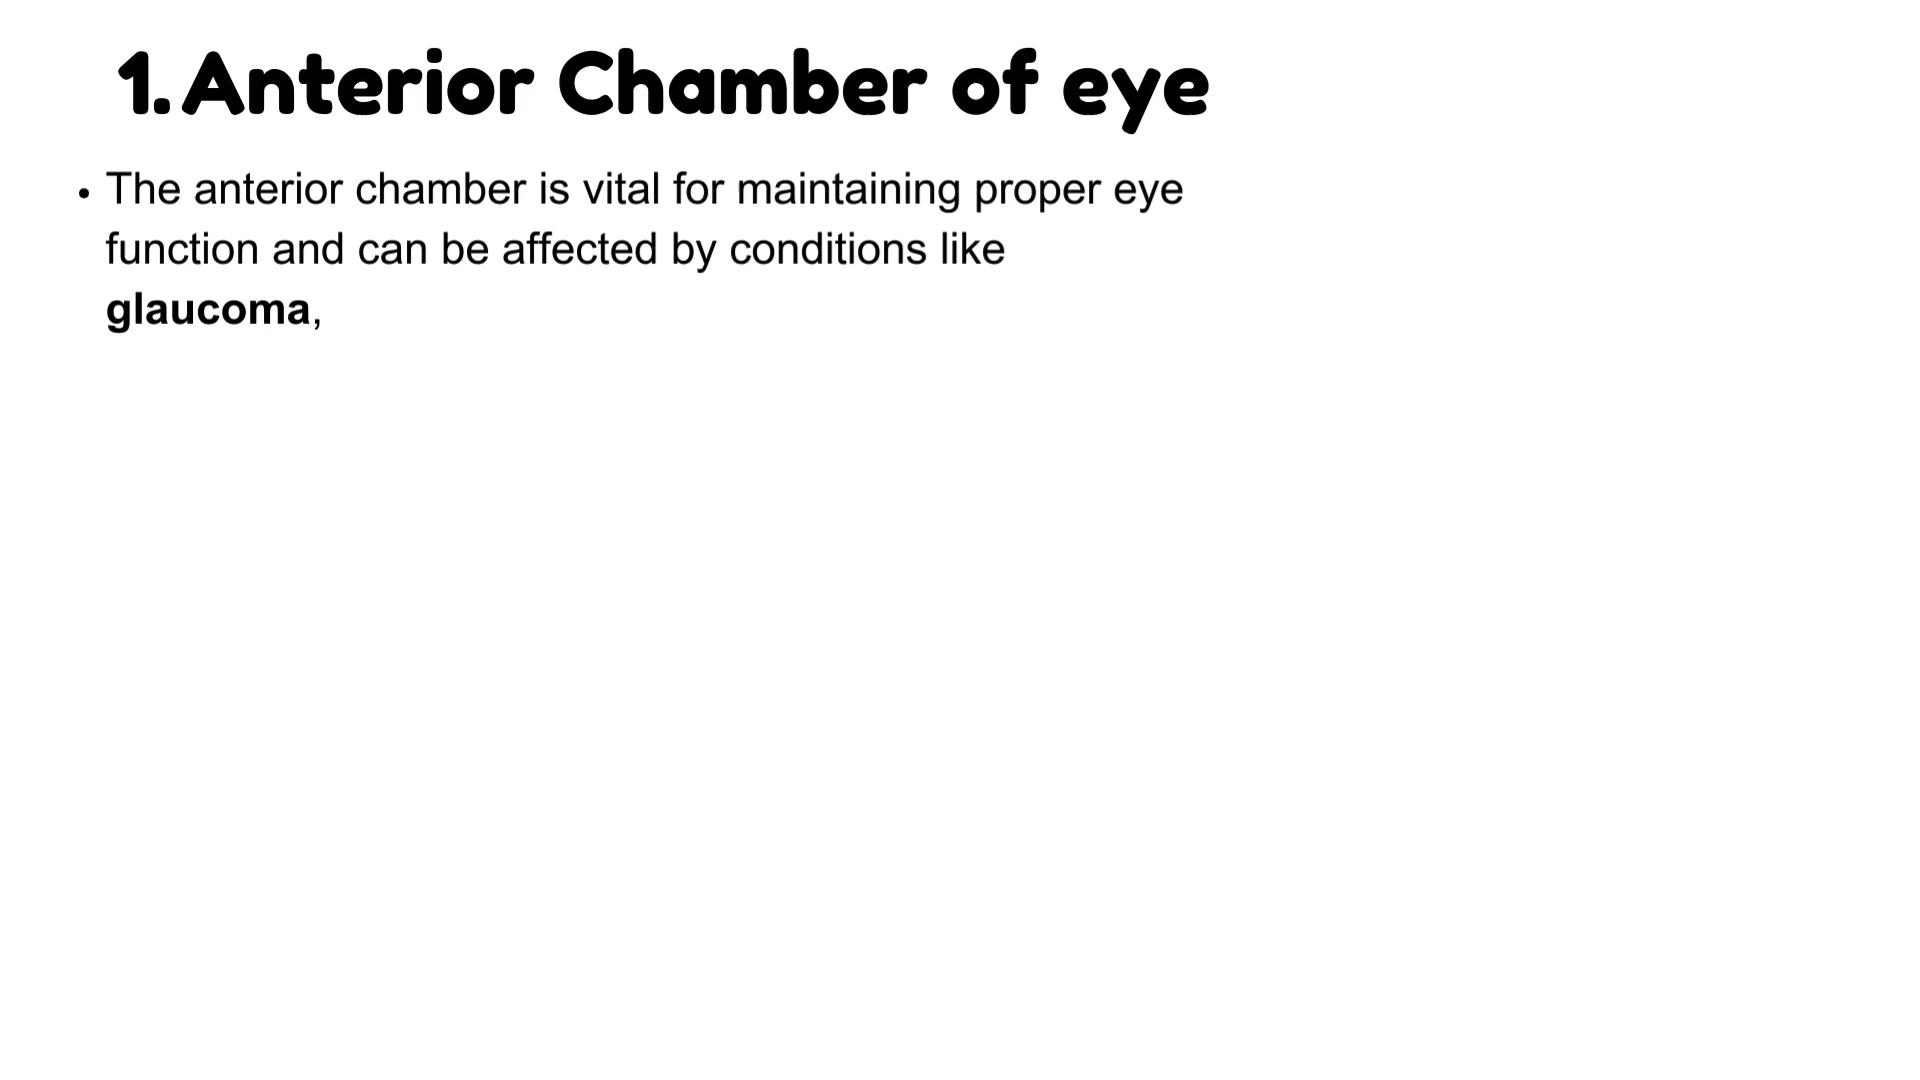 1. Anterior Chamber of eye
• The anterior chamber is vital for maintaining proper eye
function and can be affected by conditions like
glaucoma,